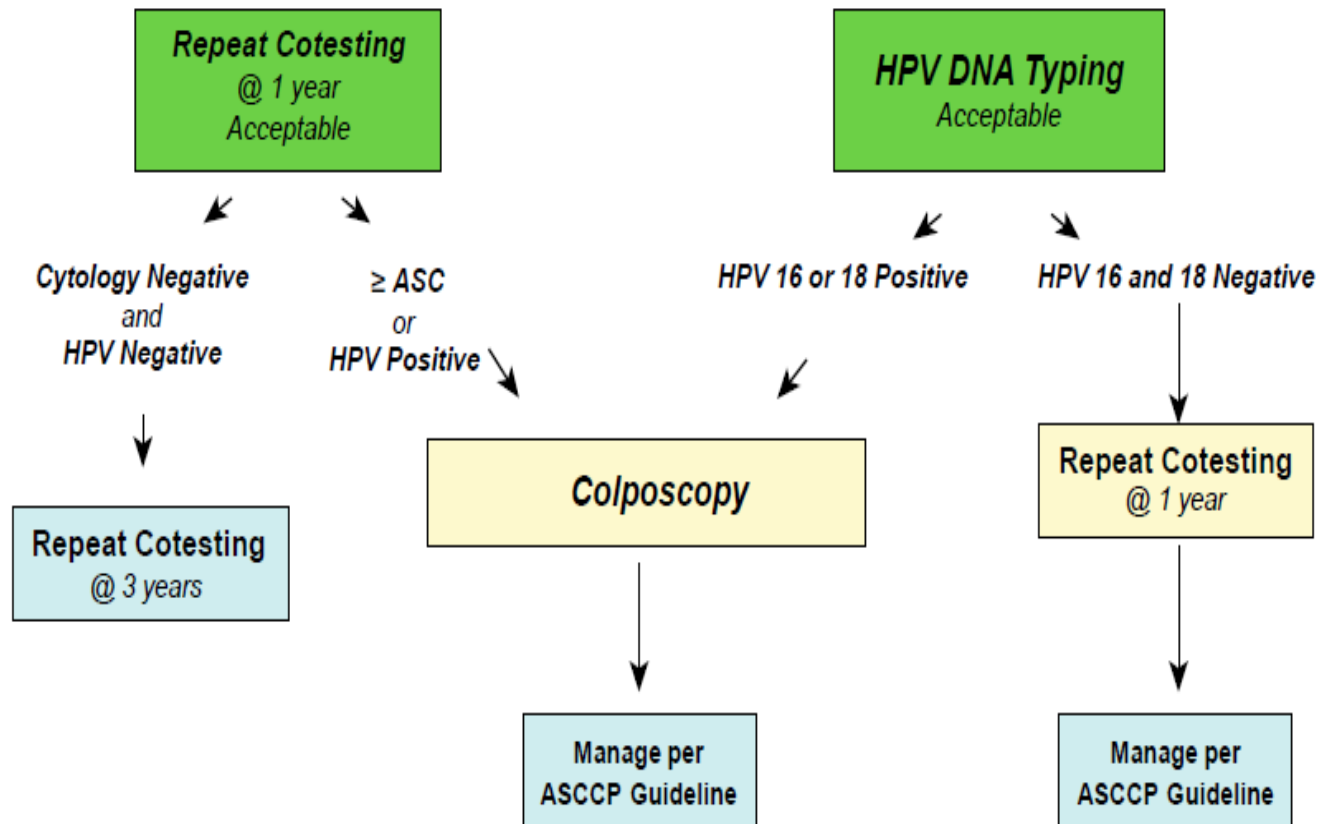 Repeat Cotesting
@ 1 year
Acceptable
HPV DNA Typing
Acceptable
Cytology Negative
and
HPV Negative
≥ ASC
or
HPV Positive
HPV 16 or 18 Positive
HPV 16 and 18 Negative
Repeat Cotesting
@ 3 years
Colposcopy
Repeat Cotesting
@ 1 year
Manage per
ASCCP Guideline
Manage per
ASCCP Guideline